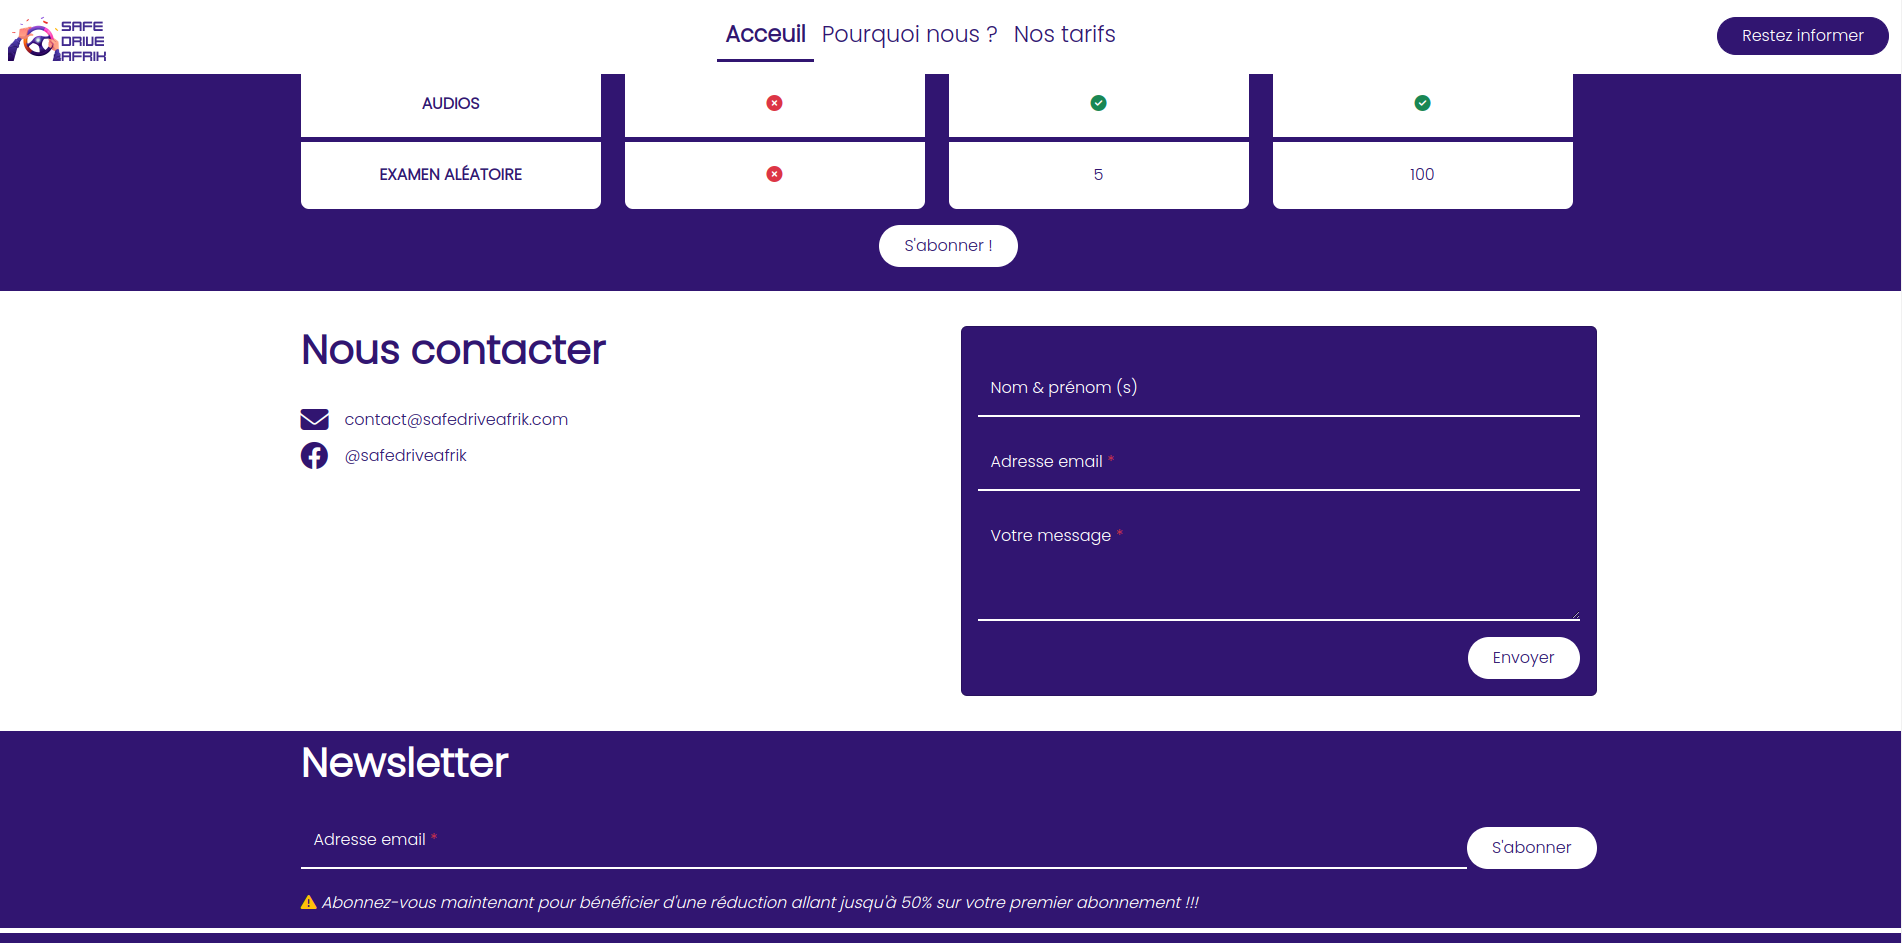 SAFE
DRIVE
AFRIK
Acceuil Pourquoi nous ? Nos tarifs
Restez informer
AUDIOS
EXAMEN ALÉATOIRE 5 100
S'abonner !
Nous contacter
contact@safedriveafrik.com
@safedriveafrik
Nom & prénom (s)
Adresse email *
Votre message *
Envoyer
Newsletter
Adresse email *
S'abonner
Abonnez-vous maintenant pour bénéficier d'une réduction allant jusqu'à 50% sur votre premier abonnement !!!